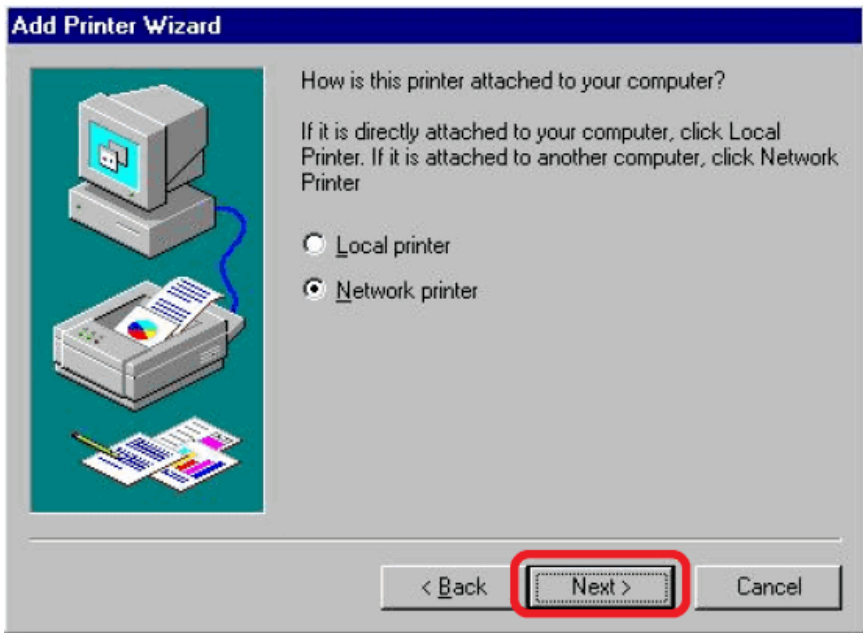 Add Printer Wizard
How is this printer attached to your computer?
If it is directly attached to your computer, click Local
Printer. If it is attached to another computer, click Network
Printer
Local printer
Network printer
< Back
Next >
Cancel